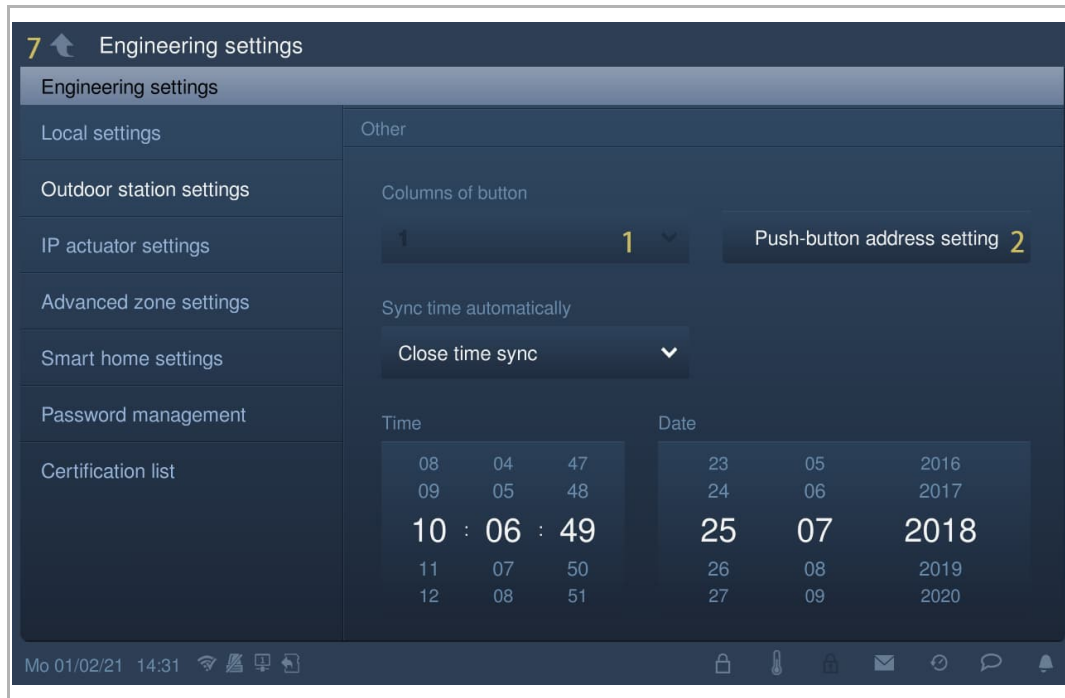 7 Engineering settings
Engineering settings
Local settings
Outdoor station settings
IP actuator settings
Advanced zone settings
Smart home settings
Password management
Certification list
Other
Columns of button
1 1
Push-button address setting 2
Sync time automatically
Close time sync
Time
Date
08 04 47 23 05 2016
09 05 48 24 06 2017
10 : 06 : 49 25 07 2018
11 07 50 26 08 2019
12 08 51 27 09 2020
Mo 01/02/21 14:31